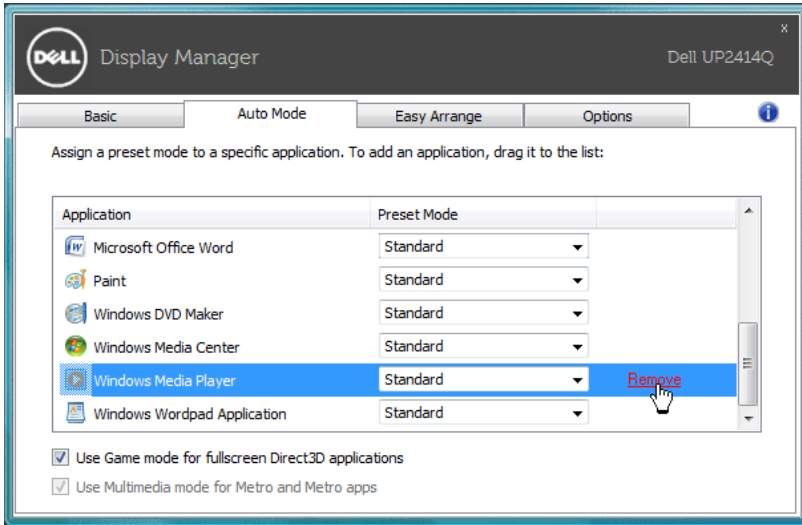 x
DELL Display Manager Dell UP2414Q
Basic Auto Mode Easy Arrange Options i
Assign a preset mode to a specific application. To add an application, drag it to the list:
Application Preset Mode
Microsoft Office Word Standard
Paint Standard
Windows DVD Maker Standard
Windows Media Center Standard
Windows Media Player Standard Remove
Windows Wordpad Application Standard
Use Game mode for fullscreen Direct3D applications
Use Multimedia mode for Metro and Metro apps